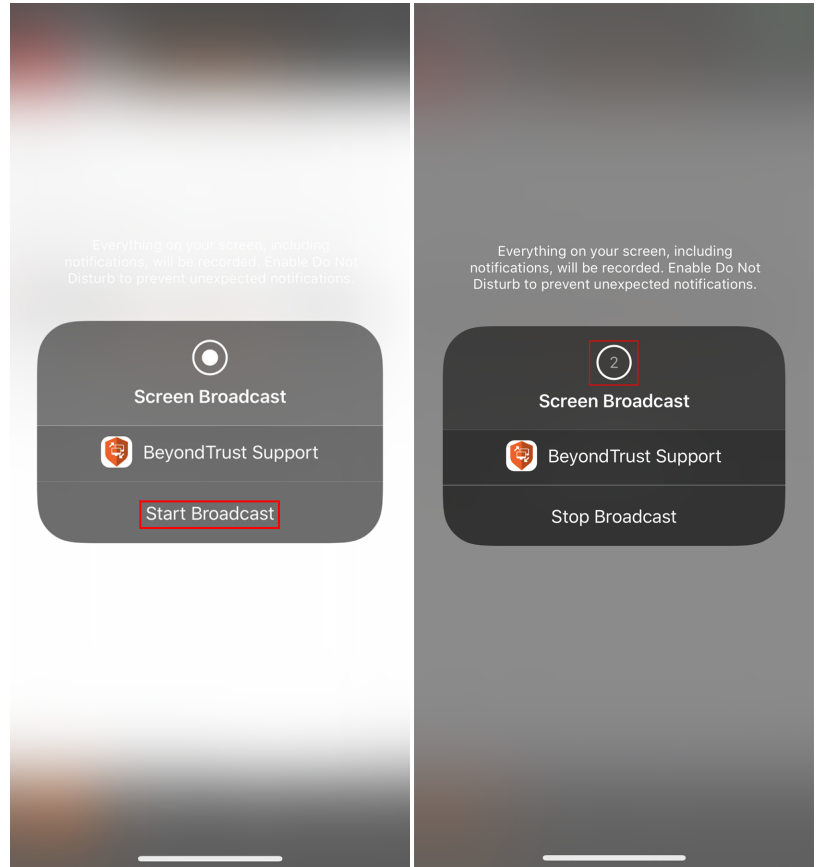 Everything on your screen, including
notifications, will be recorded. Enable Do Not
Disturb to prevent unexpected notifications.
Screen Broadcast
BeyondTrust Support
Start Broadcast
Everything on your screen, including
notifications, will be recorded. Enable Do Not
Disturb to prevent unexpected notifications.
2
Screen Broadcast
BeyondTrust Support
Stop Broadcast